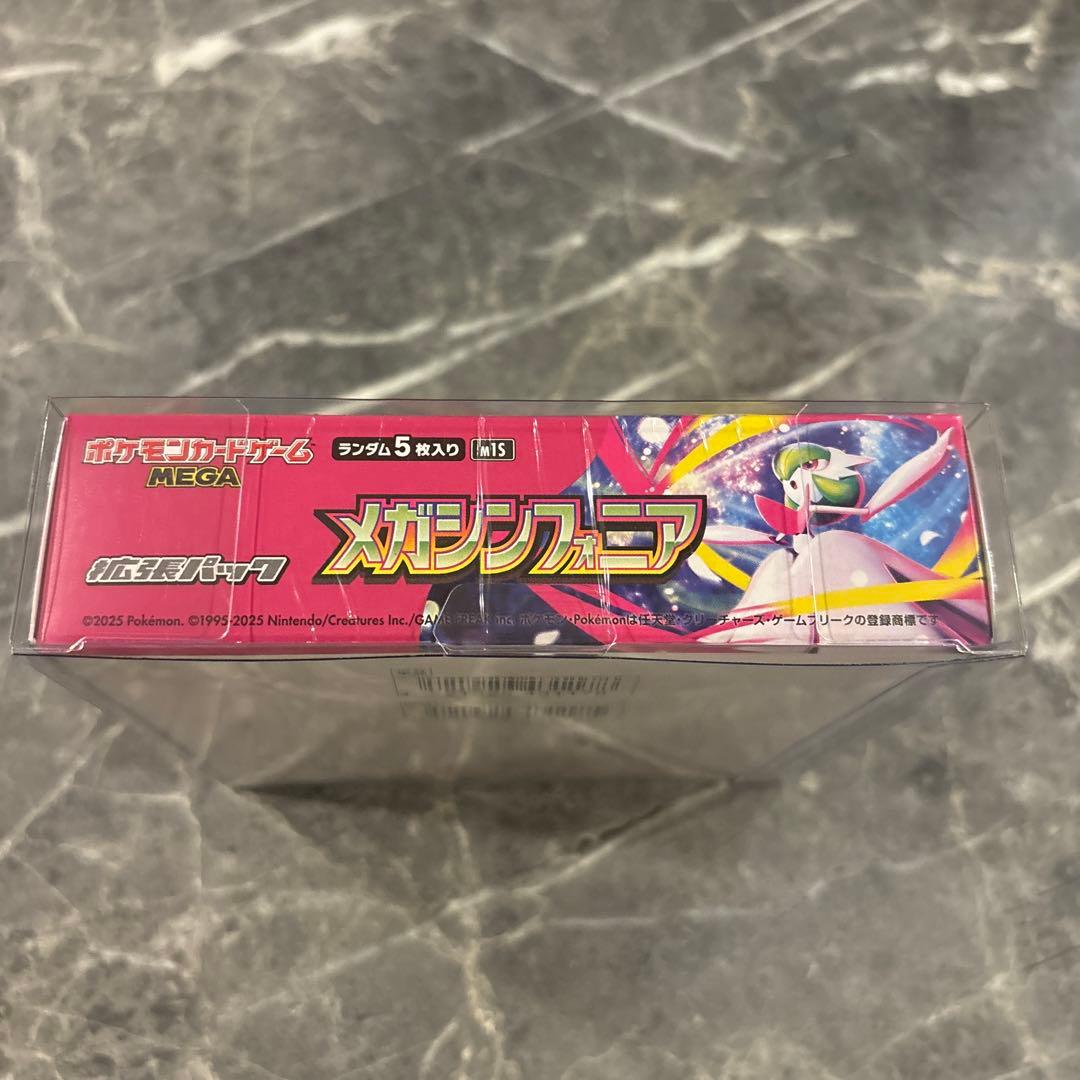 ポケモンカードゲーム
MEGA
ランダム5枚入り
m1S
メガシンフォニア
拡張パック
©2025 Pokémon. ©1995-2025 Nintendo/Creatures Inc./GAME FREAK inc. ポケモン・Pokémonは任天堂・クリーチャーズ・ゲームフリークの登録商標です